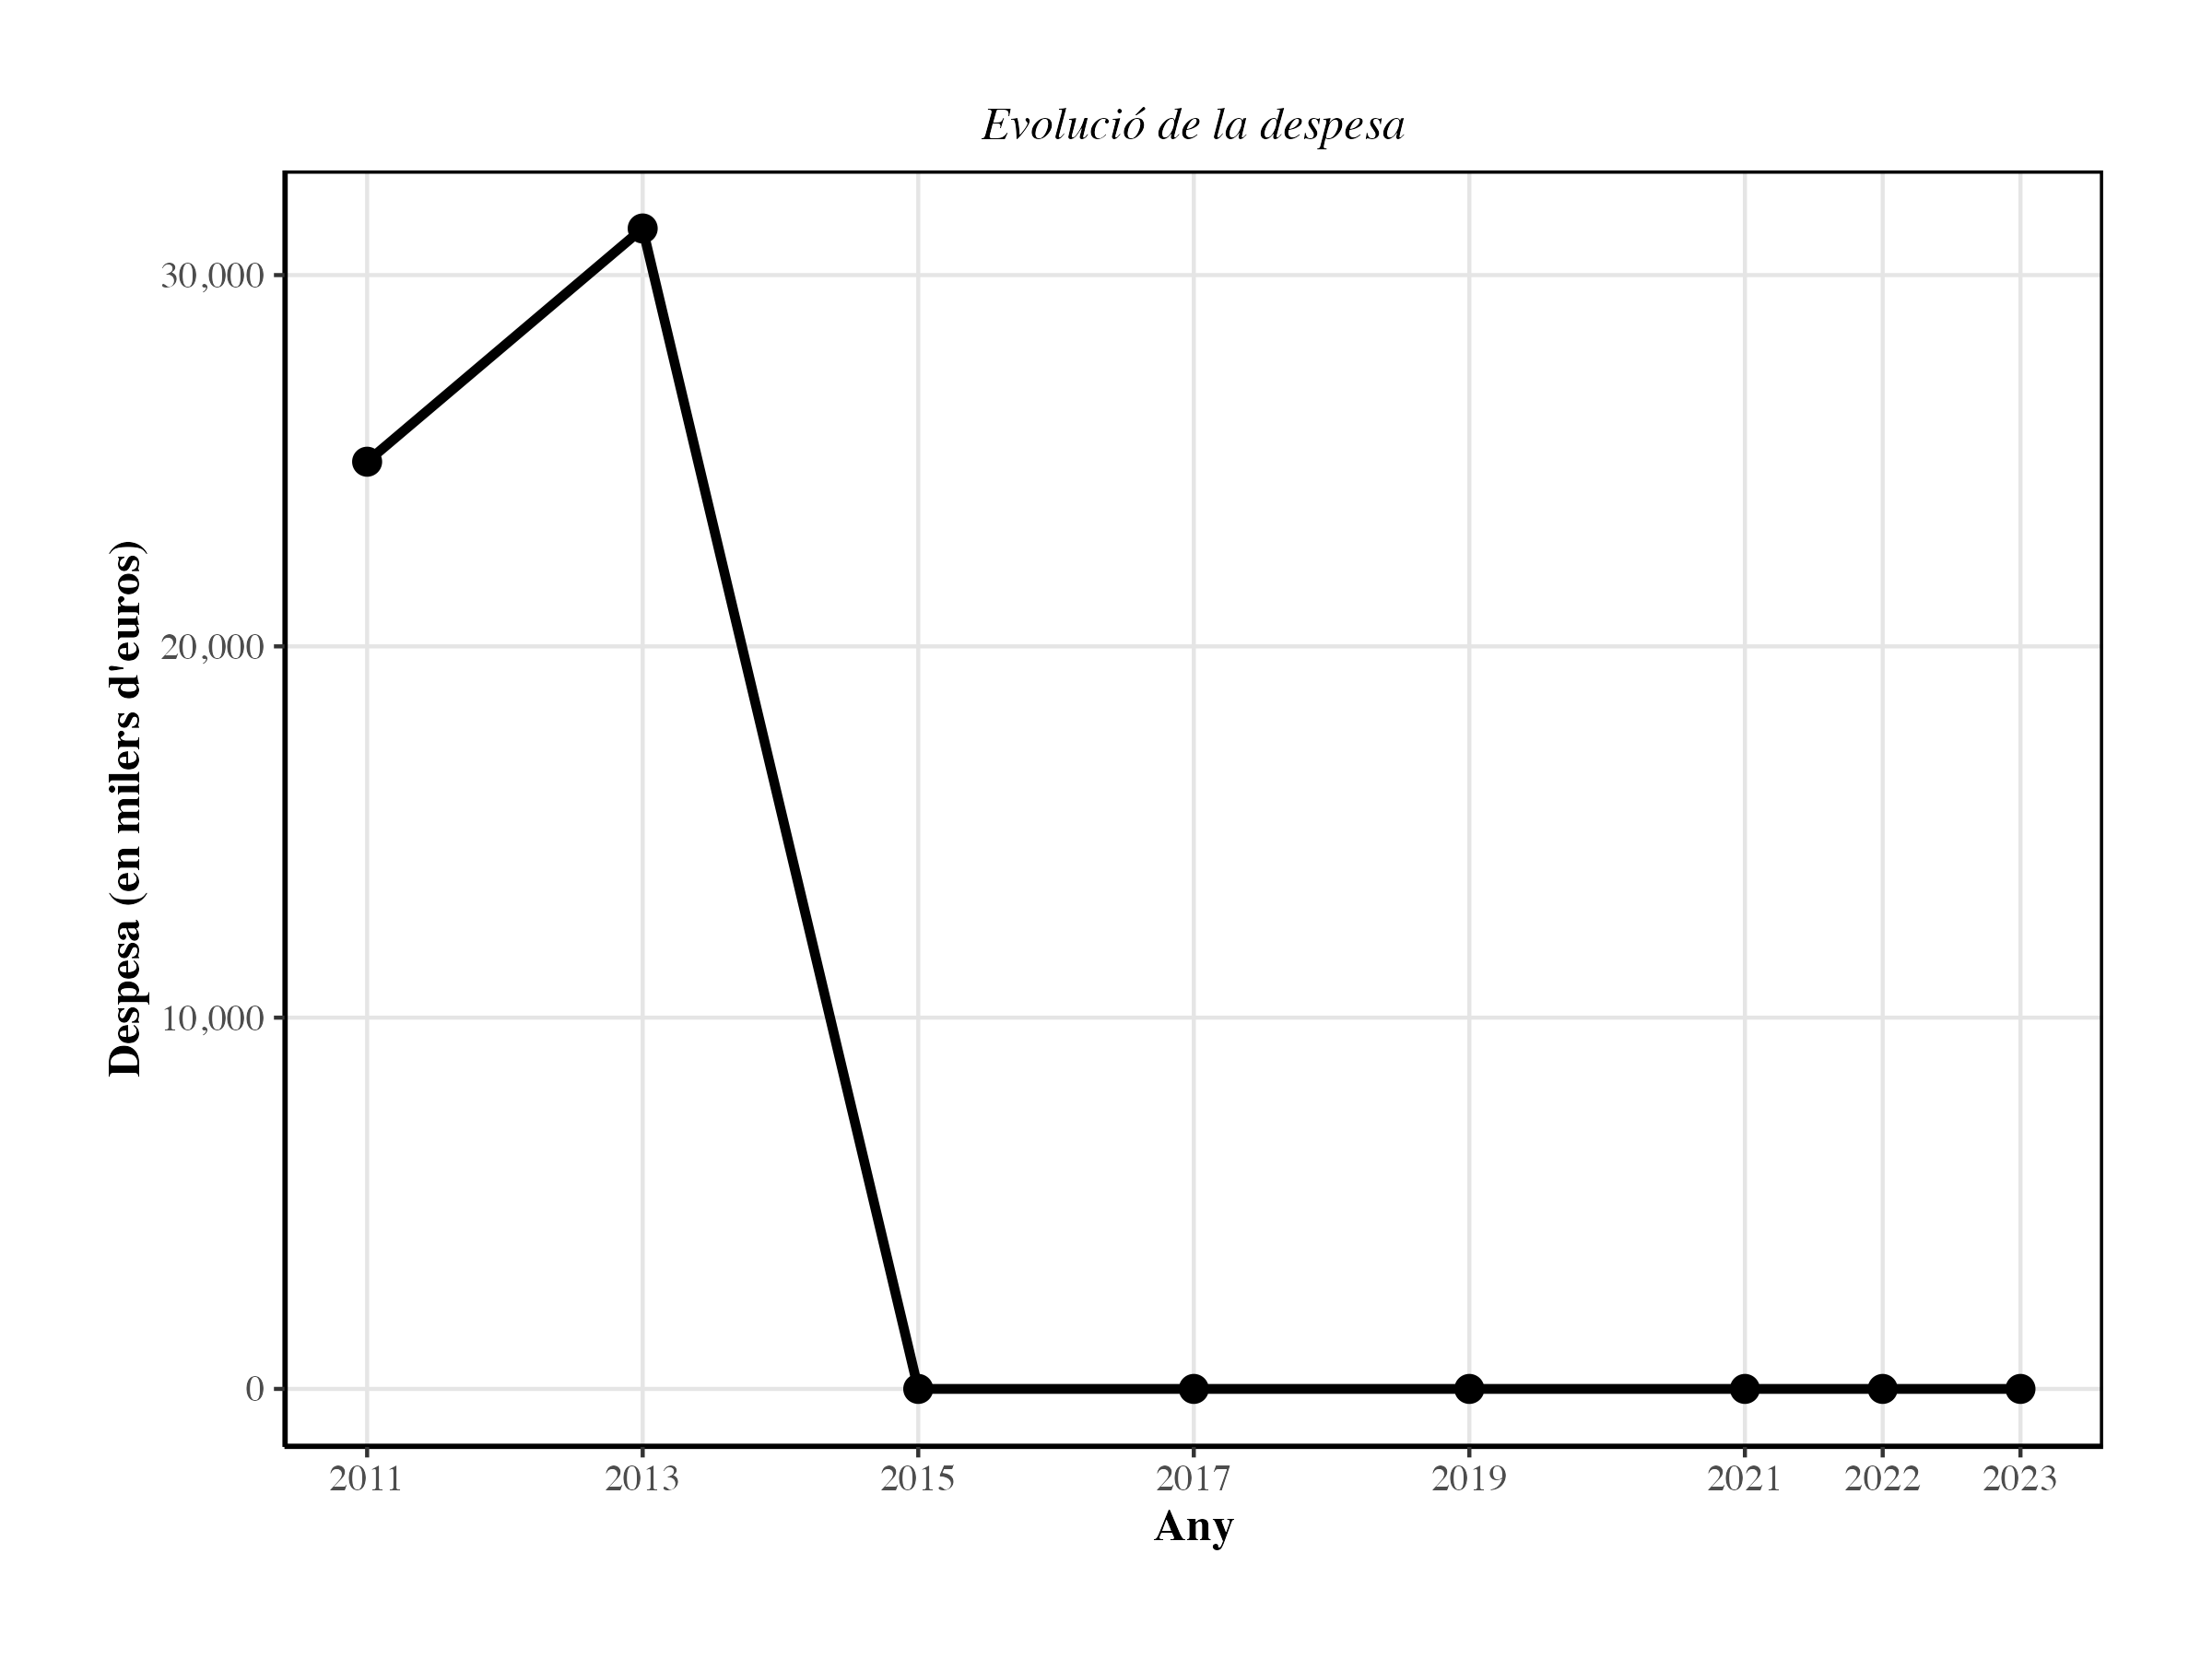 Evolució de la despesa
Despesa (en milers d'euros)
30,000
20,000
10,000
0
2011 2013 2015 2017 2019 2021 2022 2023
Any